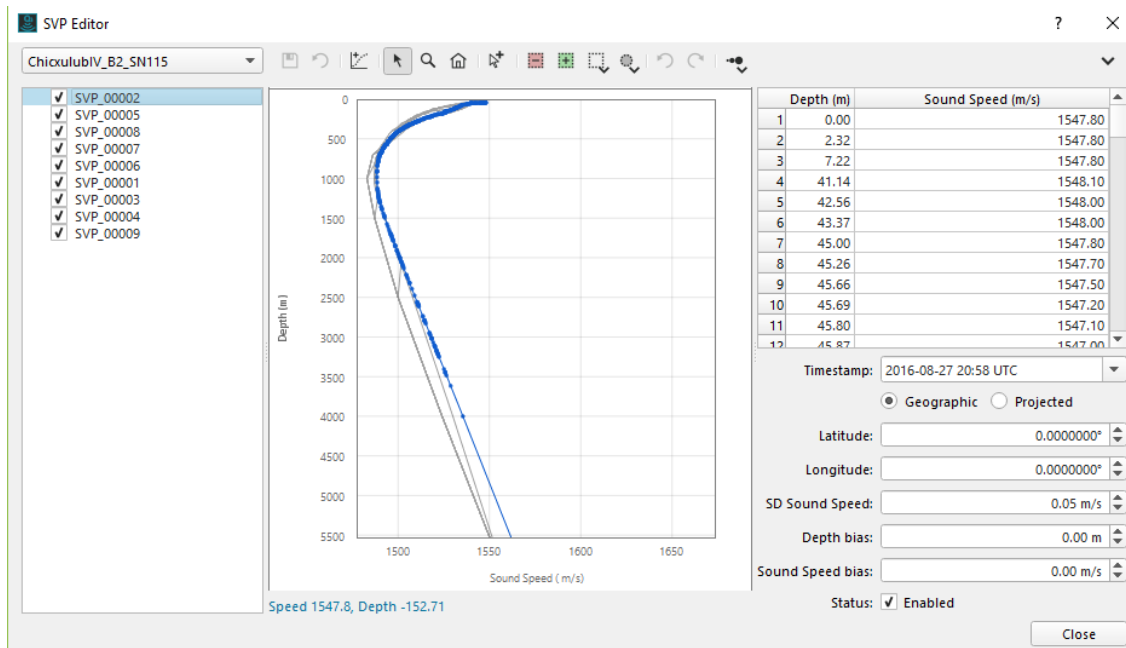 SVP Editor
?
ChicxulubIV_B2_SN115
SVP_00002
SVP_00005
SVP_00008
SVP_00007
SVP_00006
SVP_00001
SVP_00003
SVP_00004
SVP_00009
0
500
1000
1500
2000
2500
3000
3500
4000
4500
5000
5500
Depth (m)
1500 1550 1600 1650
Sound Speed ( m/s)
Speed 1547.8, Depth -152.71
Depth (m) Sound Speed (m/s)
1 0.00 1547.80
2 2.32 1547.80
3 7.22 1547.80
4 41.14 1548.10
5 42.56 1548.00
6 43.37 1548.00
7 45.00 1547.80
8 45.26 1547.70
9 45.66 1547.50
10 45.69 1547.20
11 45.80 1547.10
12 45.87 1547.00
Timestamp: 2016-08-27 20:58 UTC
Geographic Projected
Latitude: 0.0000000°
Longitude: 0.0000000°
SD Sound Speed: 0.05 m/s
Depth bias: 0.00 m
Sound Speed bias: 0.00 m/s
Status: Enabled
Close